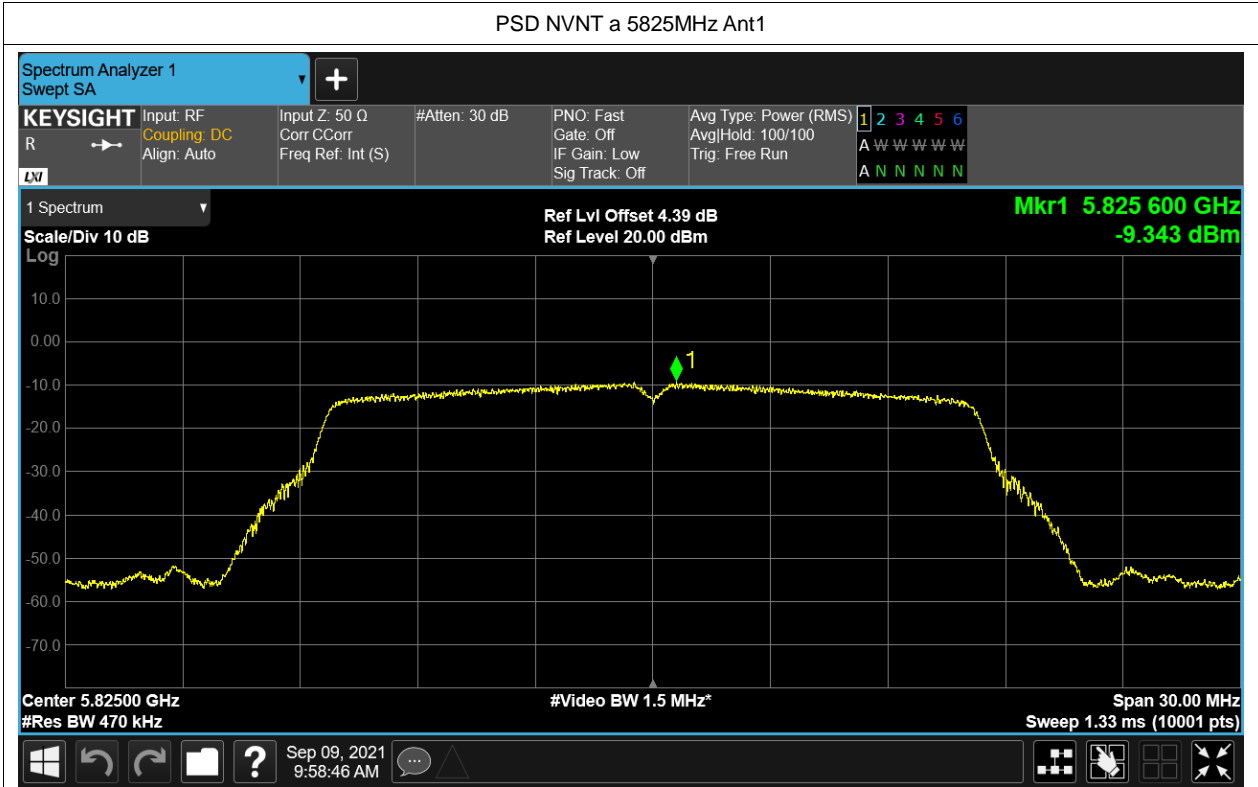 PSD NVNT a 5825MHz Ant1
Spectrum Analyzer 1
Swept SA
KEYSIGHT
R
LXI
Input: RF
Coupling: DC
Align: Auto
Input Z: 50 Ω
Corr CCorr
Freq Ref: Int (S)
#Atten: 30 dB
PNO: Fast
Gate: Off
IF Gain: Low
Sig Track: Off
Avg Type: Power (RMS)
Avg|Hold: 100/100
Trig: Free Run
1 2 3 4 5 6
A W W W W W
A N N N N N
1 Spectrum
Scale/Div 10 dB
Log
Ref Lvl Offset 4.39 dB
Ref Level 20.00 dBm
Mkr1 5.825 600 GHz
-9.343 dBm
10.0
0.00
-10.0
-20.0
-30.0
-40.0
-50.0
-60.0
-70.0
1
Center 5.82500 GHz
#Res BW 470 kHz
#Video BW 1.5 MHz*
Span 30.00 MHz
Sweep 1.33 ms (10001 pts)
?
Sep 09, 2021
9:58:46 AM